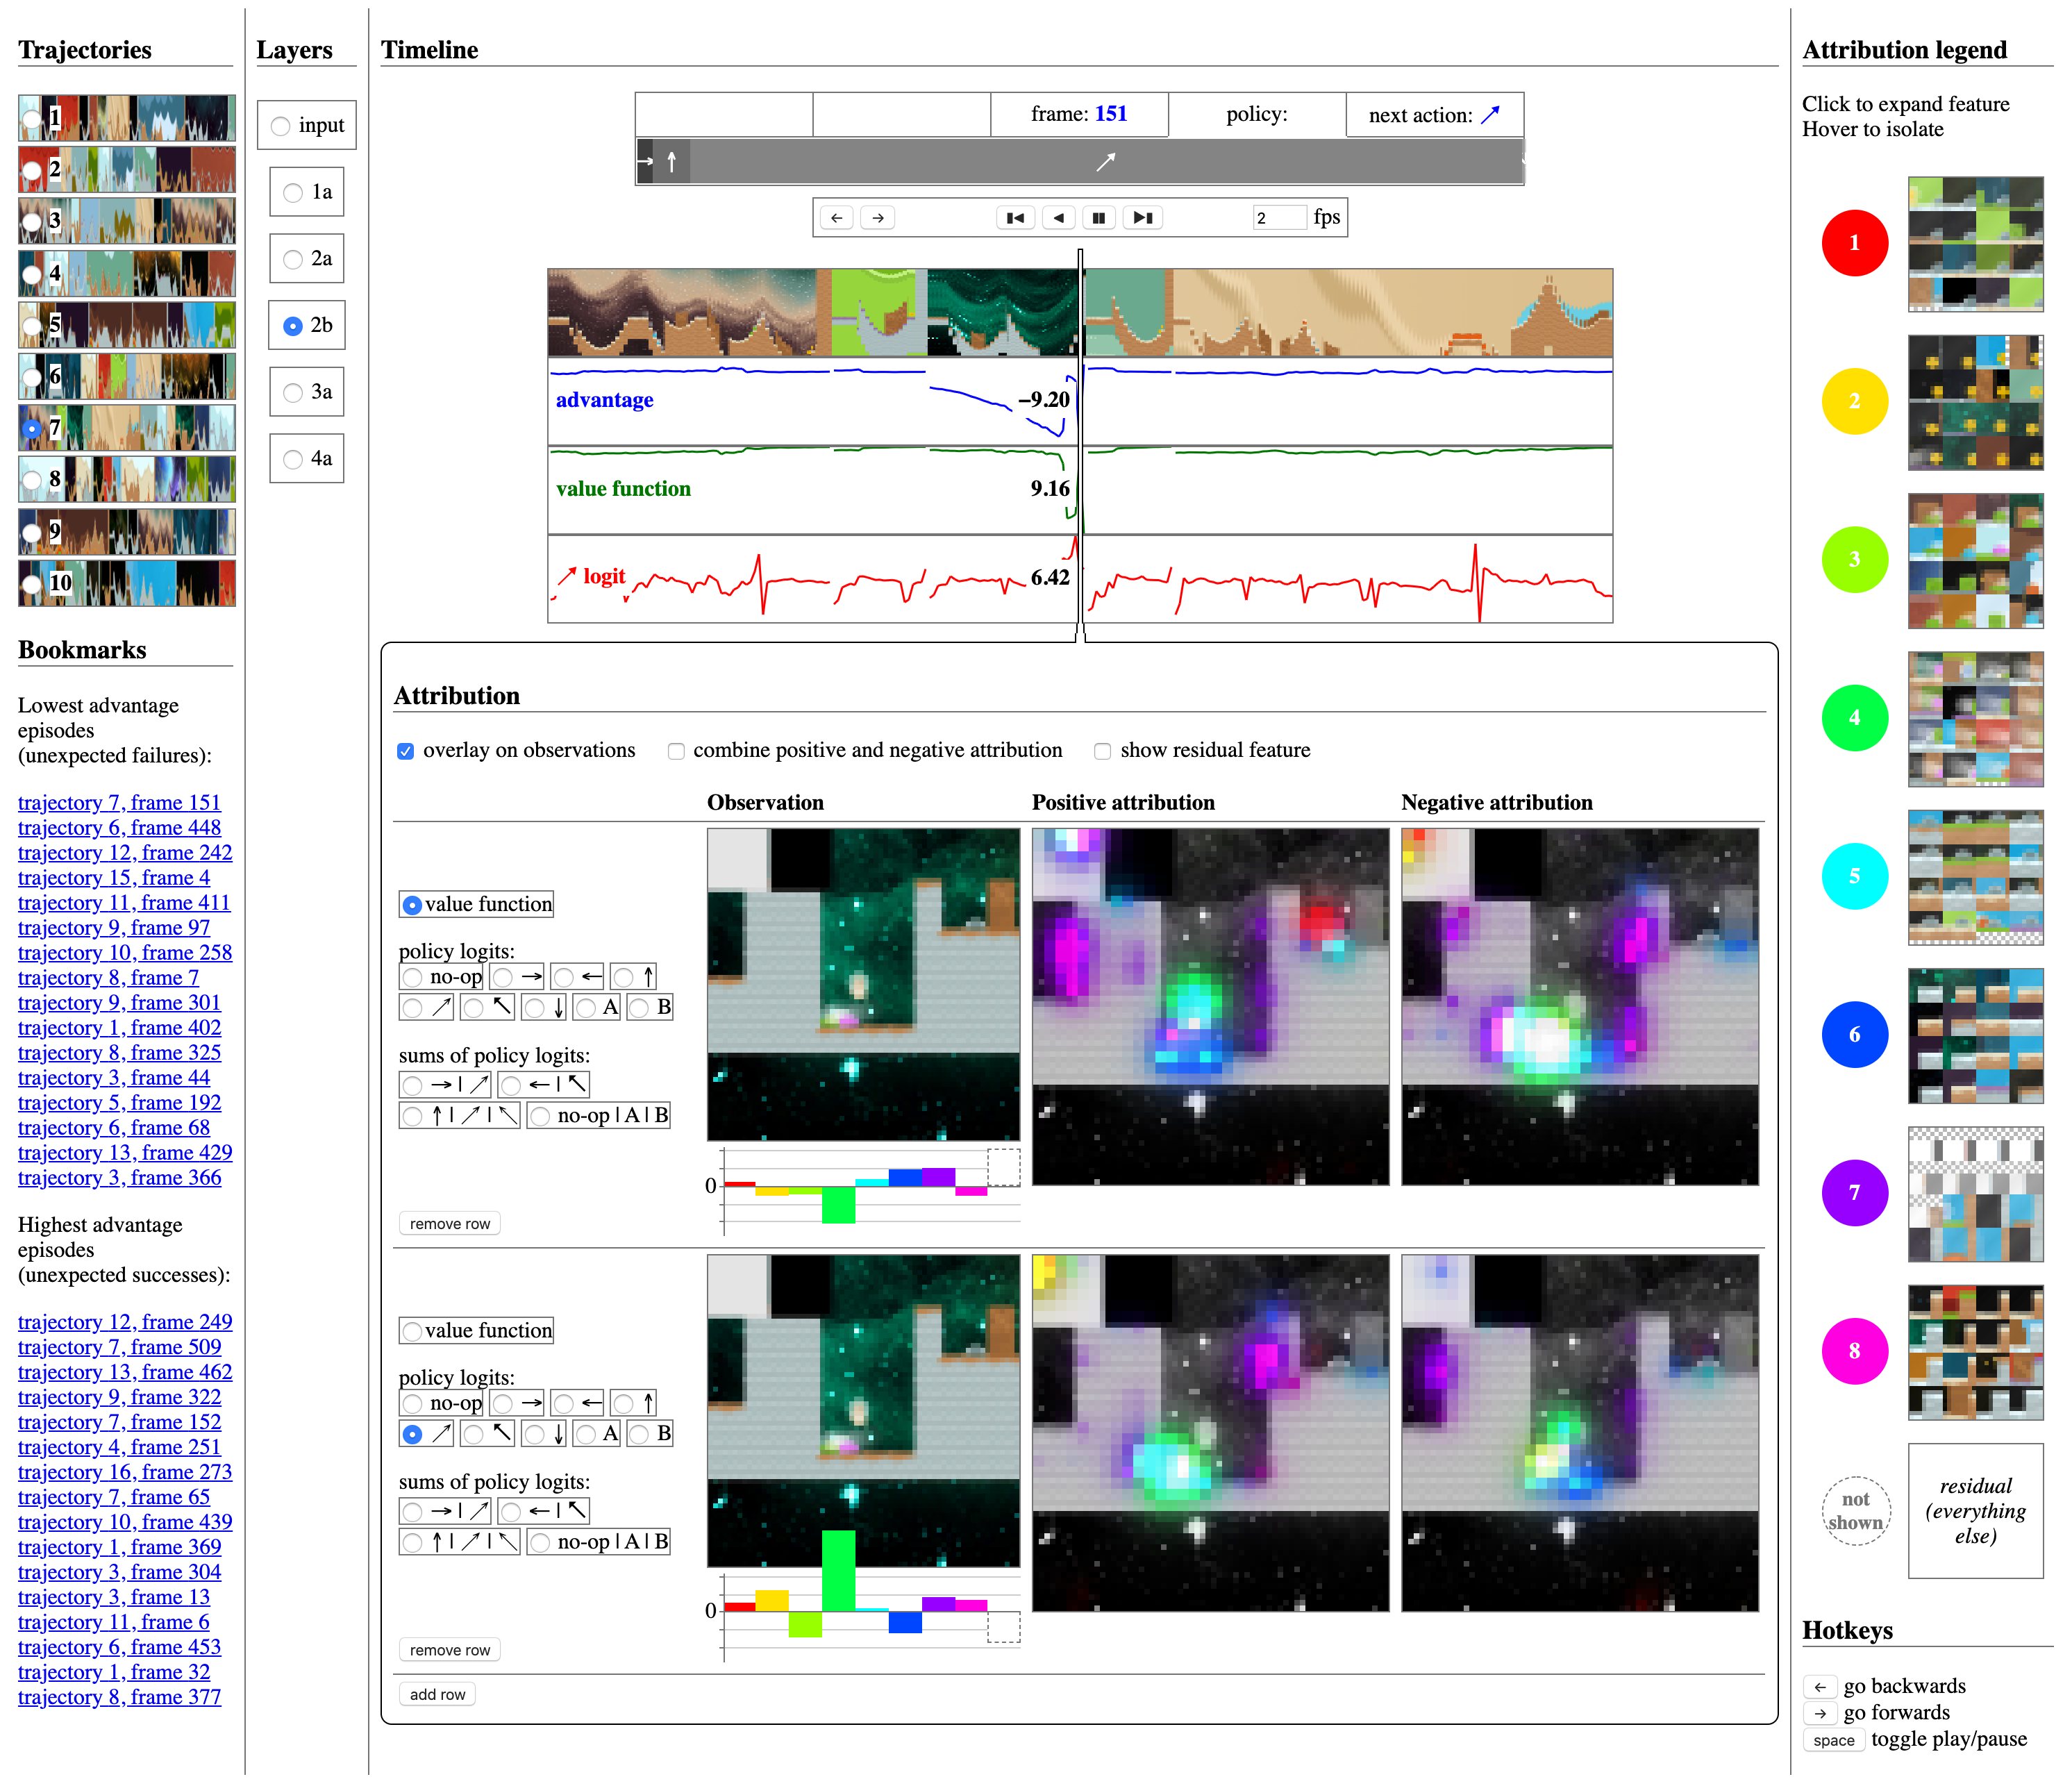 Trajectories
1
2
3
4
5
6
7
8
9
10
Bookmarks
Lowest advantage
episodes
(unexpected failures):
trajectory 7, frame 151
trajectory 6, frame 448
trajectory 12, frame 242
trajectory 15, frame 4
trajectory 11, frame 411
trajectory 9, frame 97
trajectory 10, frame 258
trajectory 8, frame 7
trajectory 9, frame 301
trajectory 1, frame 402
trajectory 8, frame 325
trajectory 3, frame 44
trajectory 5, frame 192
trajectory 6, frame 68
trajectory 13, frame 429
trajectory 3, frame 366
Highest advantage
episodes
(unexpected successes):
trajectory 12, frame 249
trajectory 7, frame 509
trajectory 13, frame 462
trajectory 9, frame 322
trajectory 7, frame 152
trajectory 4, frame 251
trajectory 16, frame 273
trajectory 7, frame 65
trajectory 10, frame 439
trajectory 1, frame 369
trajectory 3, frame 304
trajectory 3, frame 13
trajectory 11, frame 6
trajectory 6, frame 453
trajectory 1, frame 32
trajectory 8, frame 377
Layers
input
1a
2a
2b
3a
4a
Timeline
frame: 151 policy: next action: ↗
→ ↑ ↗
← → 2 fps
advantage −9.20
value function 9.16
↗ logit 6.42
Attribution
overlay on observations combine positive and negative attribution show residual feature
Observation Positive attribution Negative attribution
value function
policy logits:
no-op → ← ↑
↗ ↖ ↓ A B
sums of policy logits:
→ | ↗ ← | ↖
↑ | ↗ | ↖ no-op | A | B
0
remove row
value function
policy logits:
no-op → ← ↑
↗ ↖ ↓ A B
sums of policy logits:
→ | ↗ ← | ↖
↑ | ↗ | ↖ no-op | A | B
0
remove row
add row
Attribution legend
Click to expand feature
Hover to isolate
1
2
3
4
5
6
7
8
not
shown
residual
(everything
else)
Hotkeys
← go backwards
→ go forwards
space toggle play/pause